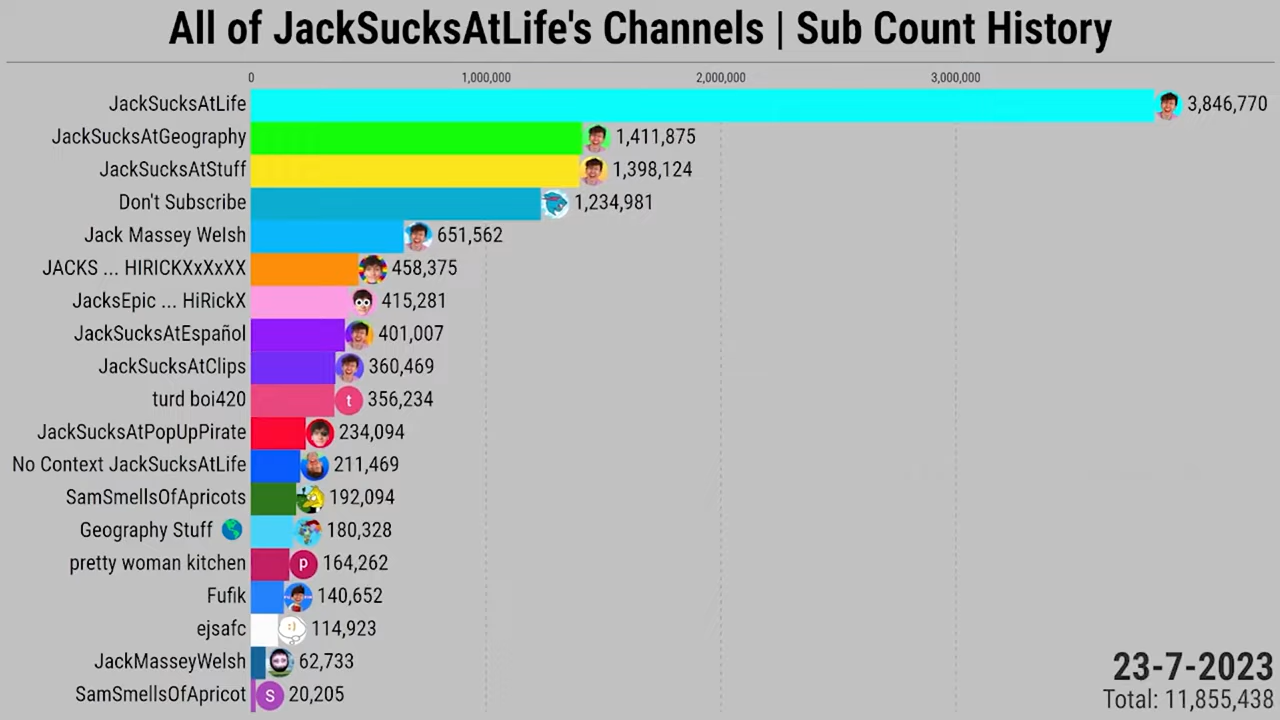 All of JackSucksAtLife's Channels | Sub Count History
0 1,000,000 2,000,000 3,000,000
JackSucksAtLife 3,846,770
JackSucksAtGeography 1,411,875
JackSucksAtStuff 1,398,124
Don't Subscribe 1,234,981
Jack Massey Welsh 651,562
JACKS ... HIRICKXxXxXX 458,375
JacksEpic ... HiRickX 415,281
JackSucksAtEspañol 401,007
JackSucksAtClips 360,469
turd boi420 t 356,234
JackSucksAtPopUpPirate 234,094
No Context JackSucksAtLife 211,469
SamSmellsOfApricots 192,094
Geography Stuff 🌎 180,328
pretty woman kitchen p 164,262
Fufik 140,652
ejsafc :) 114,923
JackMasseyWelsh 62,733
SamSmellsOfApricot S 20,205
23-7-2023
Total: 11,855,438